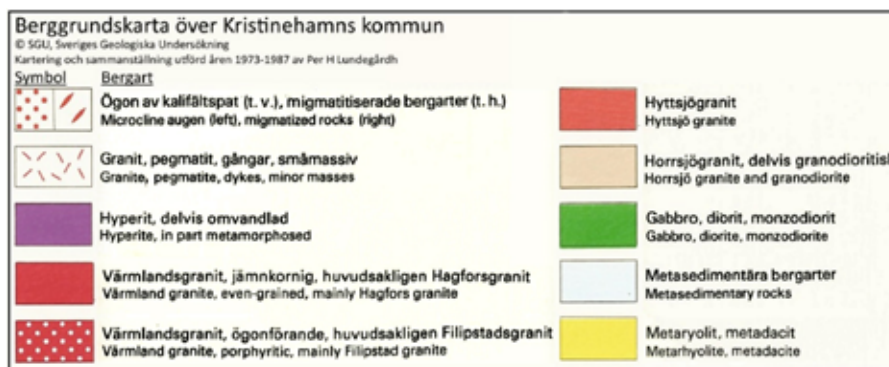 Berggrundskarta över Kristinehamns kommun
© SGU, Sveriges Geologiska Undersökning
Kartering och sammanställning utförd åren 1973-1987 av Per H Lundegårdh
Symbol Bergart
Ögon av kalifältspat (t. v.), migmatitiserade bergarter (t. h.)
Microcline augen (left), migmatized rocks (right)
Granit, pegmatit, gångar, småmassiv
Granite, pegmatite, dykes, minor masses
Hyperit, delvis omvandlad
Hyperite, in part metamorphosed
Värmlandsgranit, jämnkornig, huvudsakligen Hagforsgranit
Värmland granite, even-grained, mainly Hagfors granite
Värmlandsgranit, ögonförande, huvudsakligen Filipstadsgranit
Värmland granite, porphyritic, mainly Filipstad granite
Hyttsjögranit
Hyttsjö granite
Horrsjögranit, delvis granodioritisk
Horrsjö granite and granodiorite
Gabbro, diorit, monzodiorit
Gabbro, diorite, monzodiorite
Metasedimentära bergarter
Metasedimentary rocks
Metaryolit, metadacit
Metarhyolite, metadacite